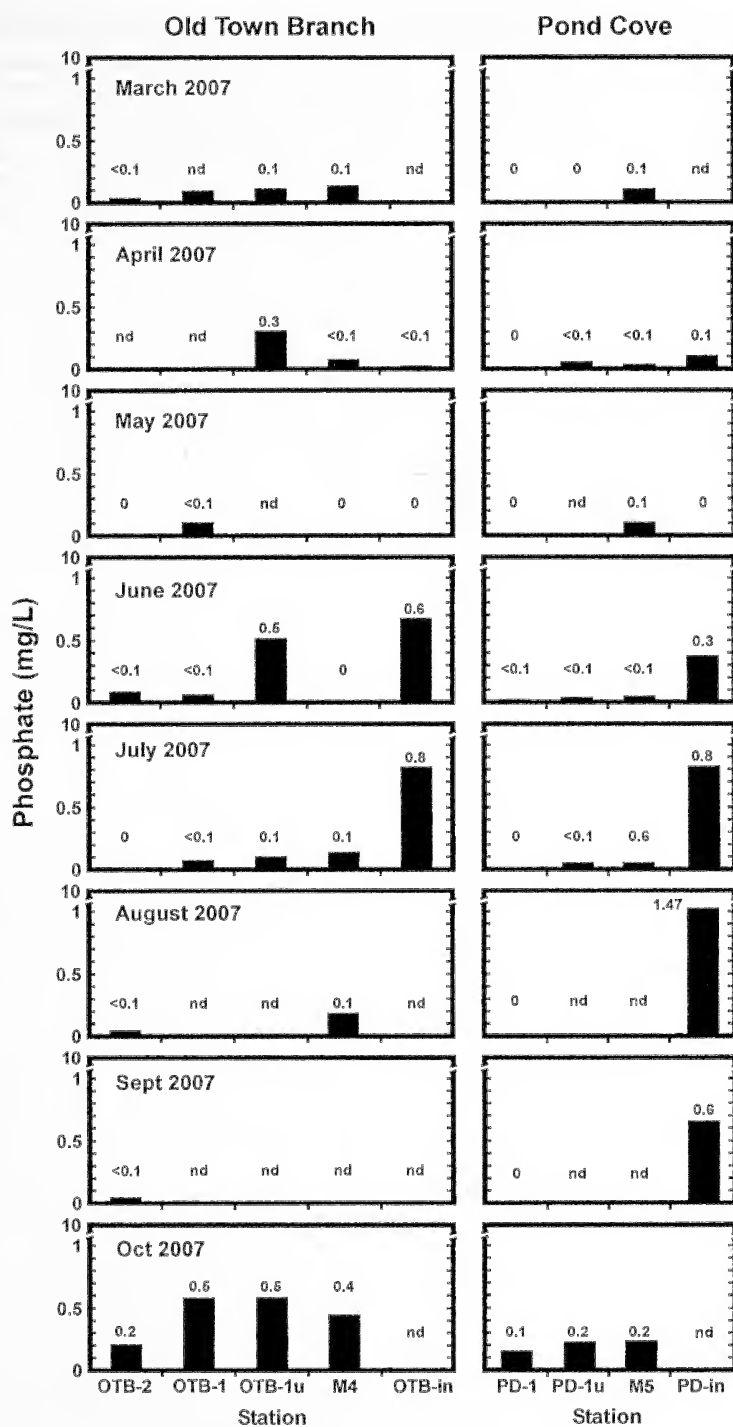 Old Town Branch Pond Cove
10
1
0.5
0
March 2007
<0.1 nd 0.1 0.1 nd
0 0 0.1 nd
10
1
0.5
0
April 2007
nd nd 0.3 <0.1 <0.1
0 <0.1 <0.1 0.1
10
1
0.5
0
May 2007
0 <0.1 nd 0 0
0 nd 0.1 0
10
1
0.5
0
June 2007
<0.1 <0.1 0.5 0 0.6
<0.1 <0.1 <0.1 0.3
10
1
0.5
0
July 2007
0 <0.1 0.1 0.1 0.8
0 <0.1 0.6 0.8
10
1
0.5
0
August 2007
<0.1 nd nd 0.1 nd
0 nd nd 1.47
10
1
0.5
0
Sept 2007
<0.1 nd nd nd nd
0 nd nd 0.6
10
1
0.5
0
Oct 2007
0.2 0.5 0.5 0.4 nd
0.1 0.2 0.2 nd
Phosphate (mg/L)
OTB-2 OTB-1 OTB-1u M4 OTB-in
PD-1 PD-1u M5 PD-in
Station Station